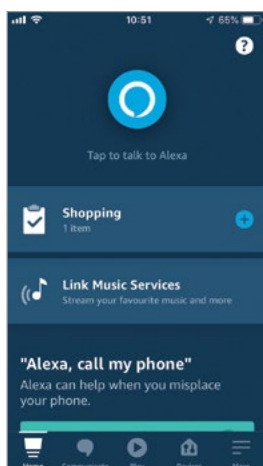 10:51
65%
?
Tap to talk to Alexa
Shopping
1 item
Link Music Services
Stream your favourite music and more
"Alexa, call my phone"
Alexa can help when you misplace
your phone.